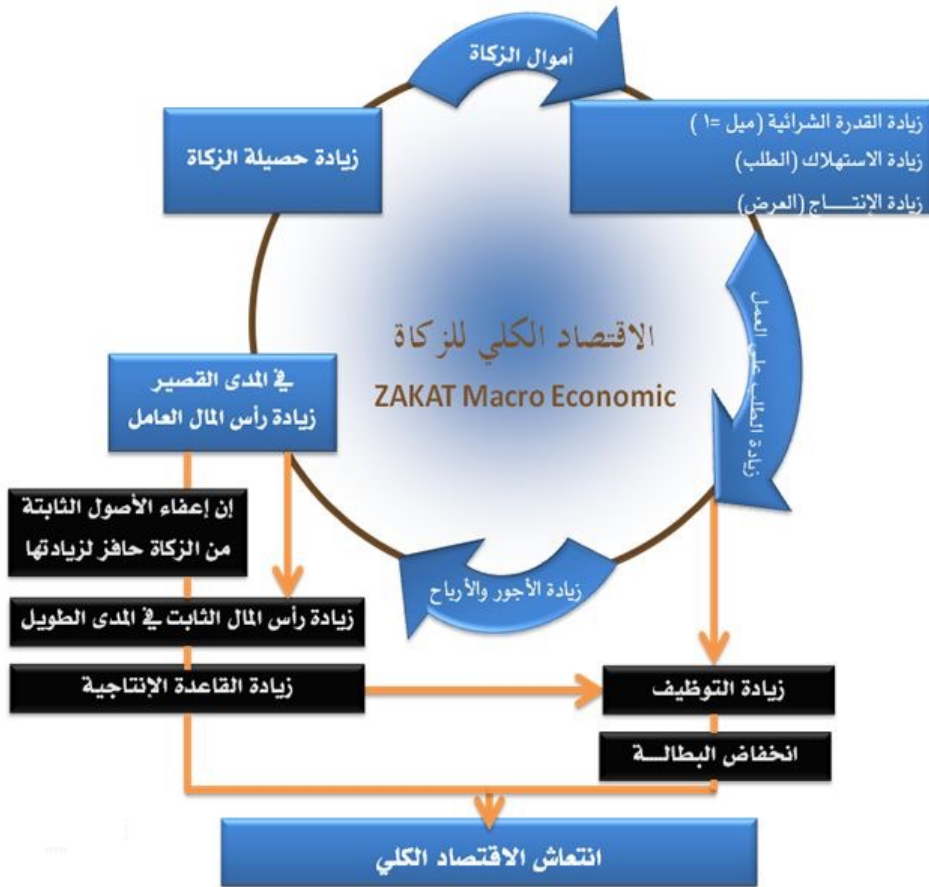 أموال الزكاة
زيادة القدرة الشرائية (ميل =١ )
زيادة الاستهلاك (الطلب)
زيادة الإنتـــــاج (العرض)
زيادة حصيلة الزكاة
زيادة الطلب على العمل
الاقتصاد الكلي للزكاة
ZAKAT Macro Economic
في المدى القصير
زيادة رأس المال العامل
إن إعفاء الأصول الثابتة
من الزكاة حافز لزيادتها
زيادة الأجور والأرباح
زيادة رأس المال الثابت في المدى الطويل
زيادة القاعدة الإنتاجية
زيادة التوظيف
انخفاض البطالـــة
انتعاش الاقتصاد الكلي